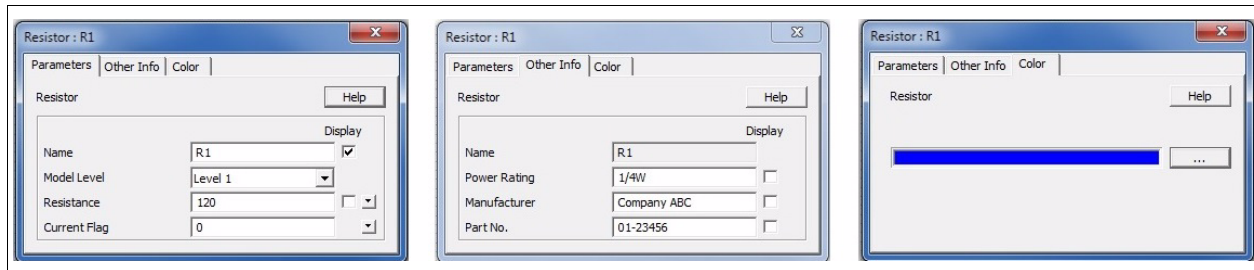 Resistor : R1
Parameters Other Info Color
Resistor Help
Display
Name R1
Model Level Level 1
Resistance 120
Current Flag 0
Resistor : R1
Parameters Other Info Color
Resistor Help
Display
Name R1
Power Rating 1/4W
Manufacturer Company ABC
Part No. 01-23456
Resistor : R1
Parameters Other Info Color
Resistor Help
...